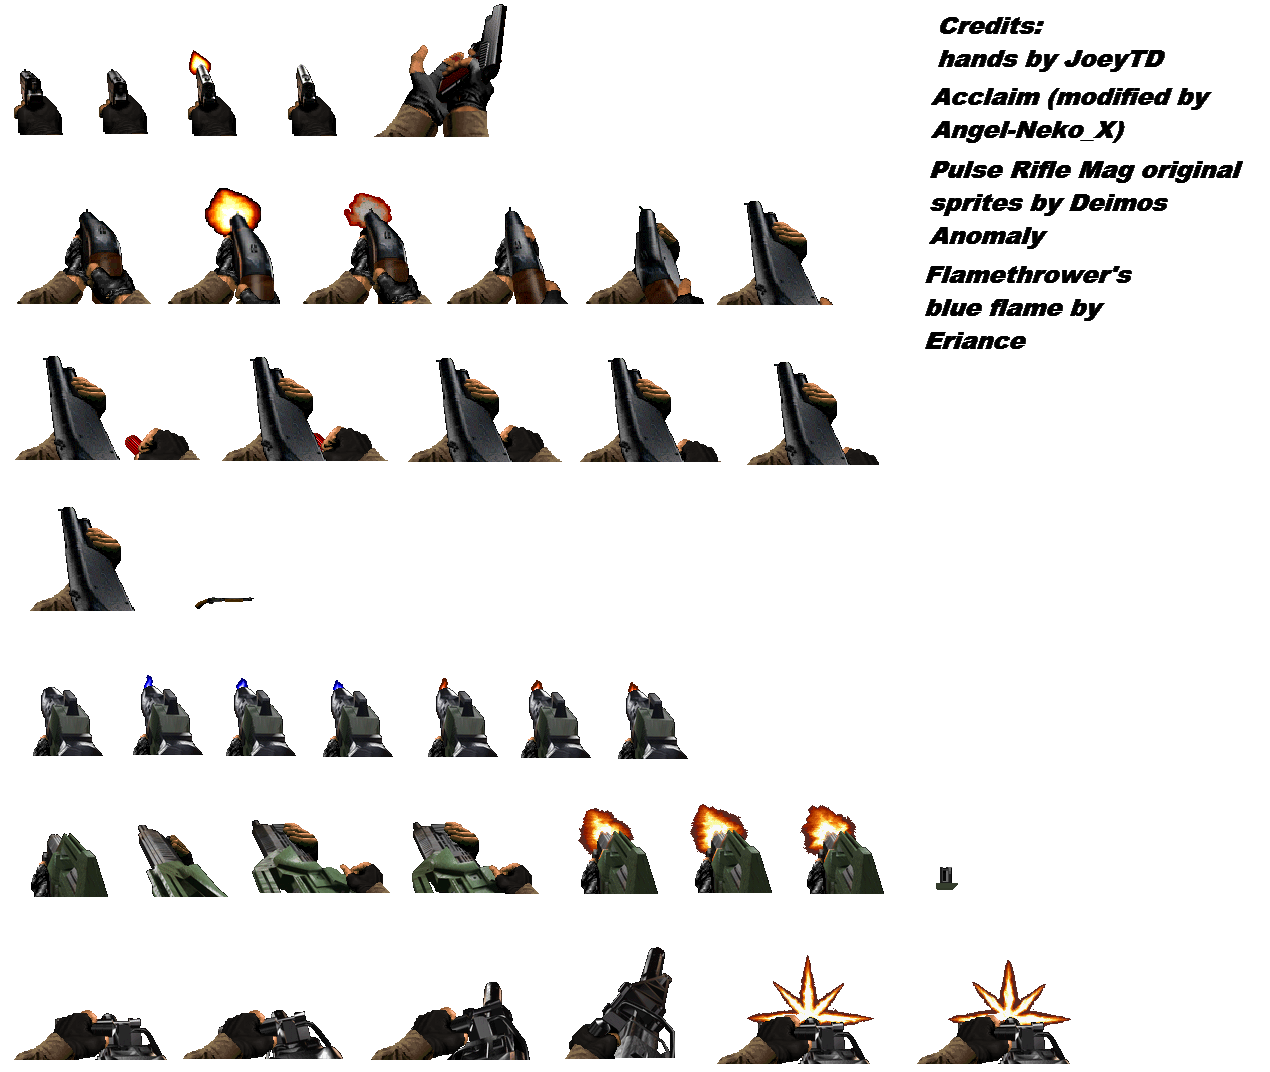 Credits:
hands by JoeyTD
Acclaim (modified by
Angel-Neko_X)
Pulse Rifle Mag original
sprites by Deimos
Anomaly
Flamethrower's
blue flame by
Eriance